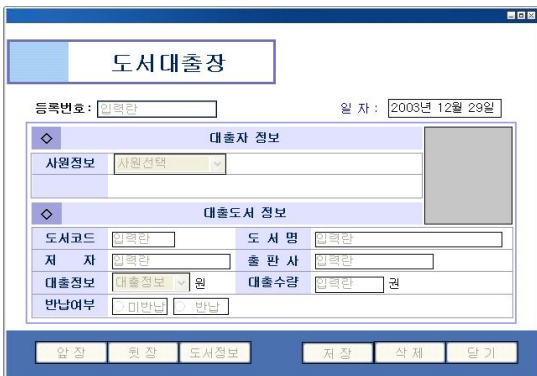 도서대출장
등록번호: 입력란 일 자 : 2003년 12월 29일
◇ 대출자 정보
사원정보 사원선택
◇ 대출도서 정보
도서코드 입력란 도 서 명 입력란
저 자 입력란 출 판 사 입력란
대출정보 대출정보 원 대출수량 입력란 권
반납여부 미반납 반납
앞 장 뒷 장 도서정보 저 장 삭 제 닫 기